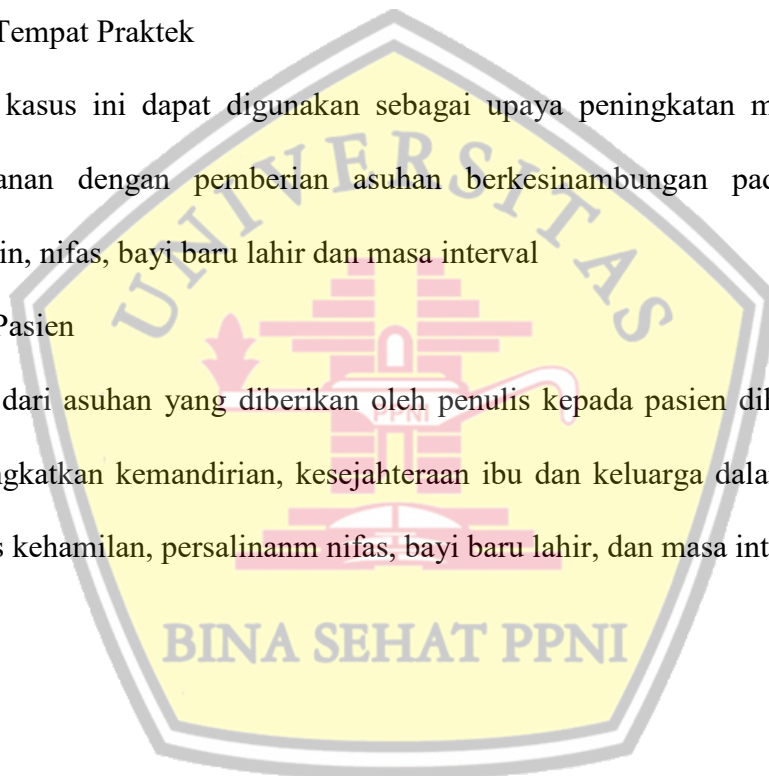 Tempat Praktek
kasus ini dapat digunakan sebagai upaya peningkatan m
anan dengan pemberian asuhan berkesinambungan pad
in, nifas, bayi baru lahir dan masa interval
Pasien
dari asuhan yang diberikan oleh penulis kepada pasien dil
ngkatkan kemandirian, kesejahteraan ibu dan keluarga dala
s kehamilan, persalinanm nifas, bayi baru lahir, dan masa int
UNIVERSITAS
PPNI
BINA SEHAT PPNI